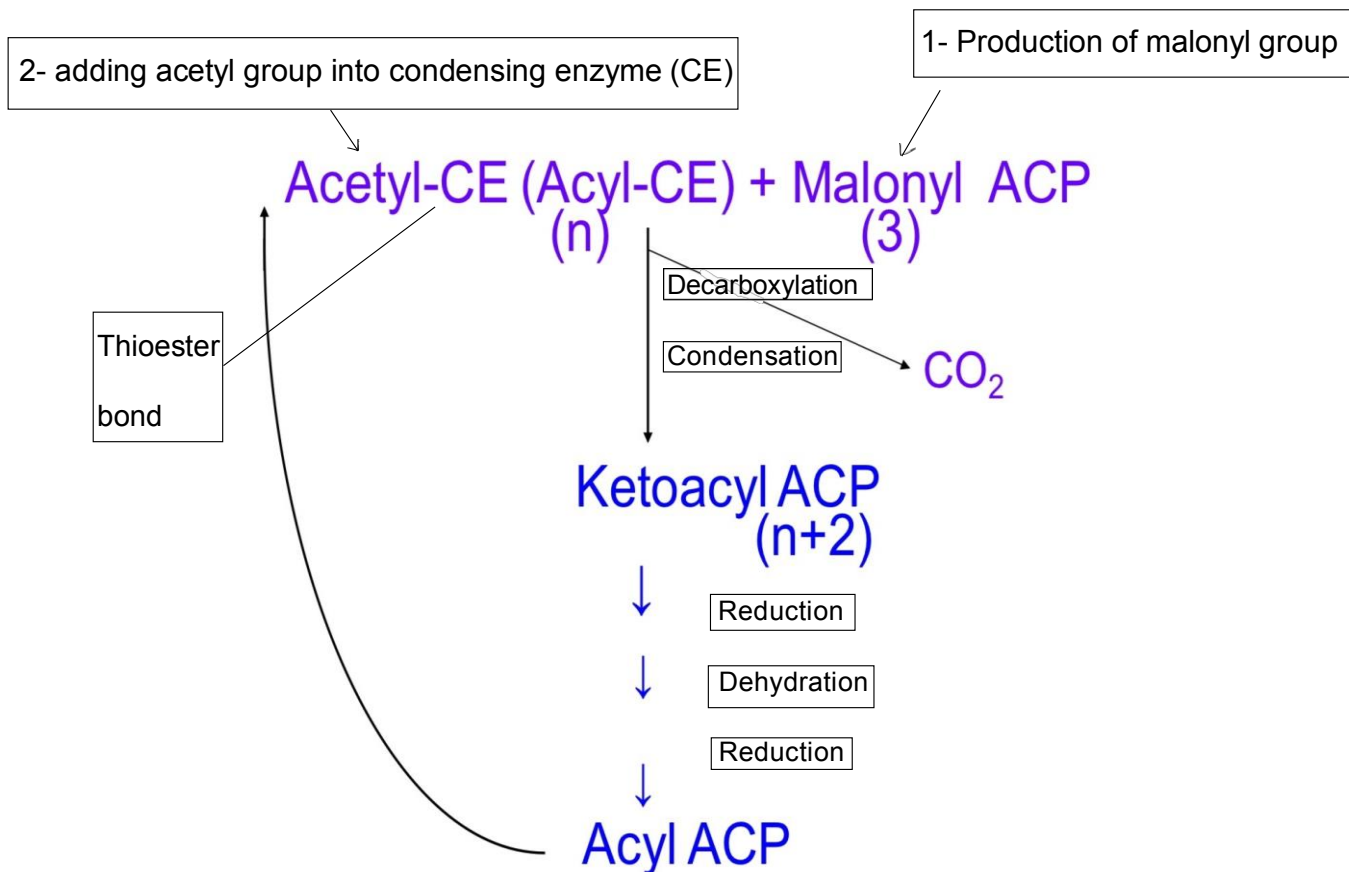 1- Production of malonyl group
2- adding acetyl group into condensing enzyme (CE)
Acetyl-CE (Acyl-CE) + Malonyl ACP
(n) (3)
Decarboxylation
Thioester
bond
Condensation
CO₂
Ketoacyl ACP
(n+2)
↓ Reduction
↓ Dehydration
Reduction
↓
Acyl ACP